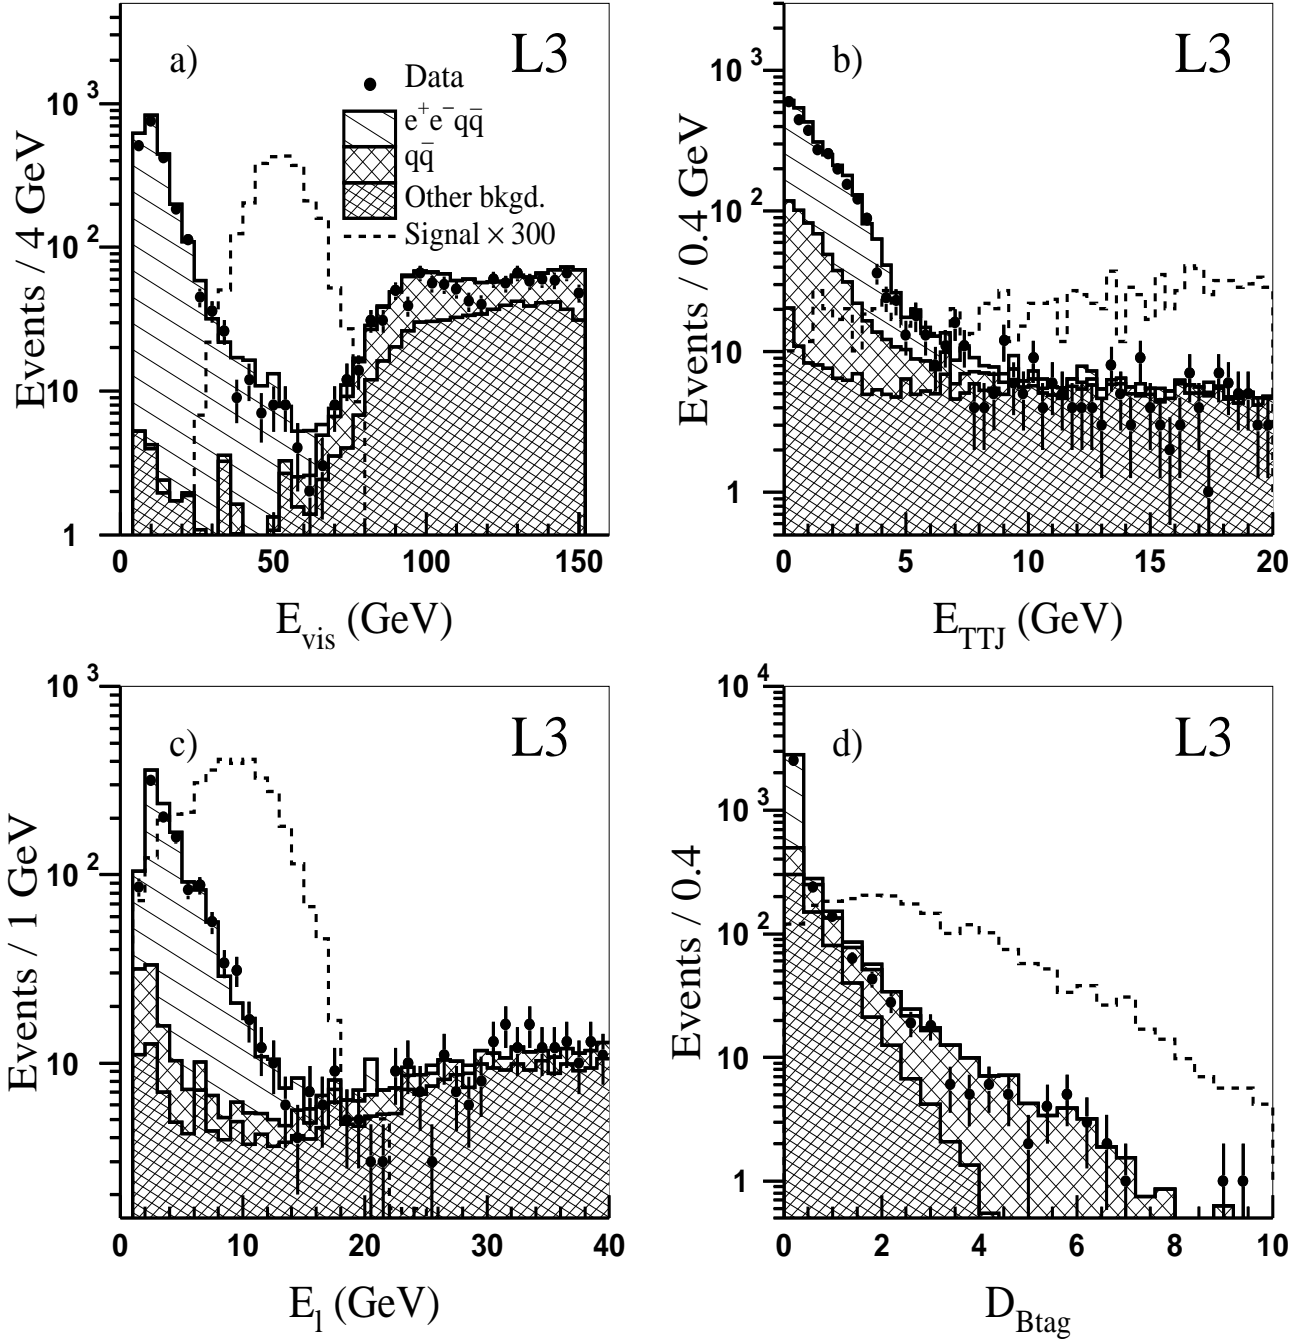 a) L3
Data
e⁺e⁻qq̄
qq̄
Other bkgd.
Signal × 300
Events / 4 GeV
10³
10²
10
1
0 50 100 150
E_vis (GeV)
b) L3
Events / 0.4 GeV
10³
10²
10
1
0 5 10 15 20
E_TTJ (GeV)
c) L3
Events / 1 GeV
10³
10²
10
0 10 20 30 40
E_l (GeV)
d) L3
Events / 0.4
10⁴
10³
10²
10
1
0 2 4 6 8 10
D_Btag